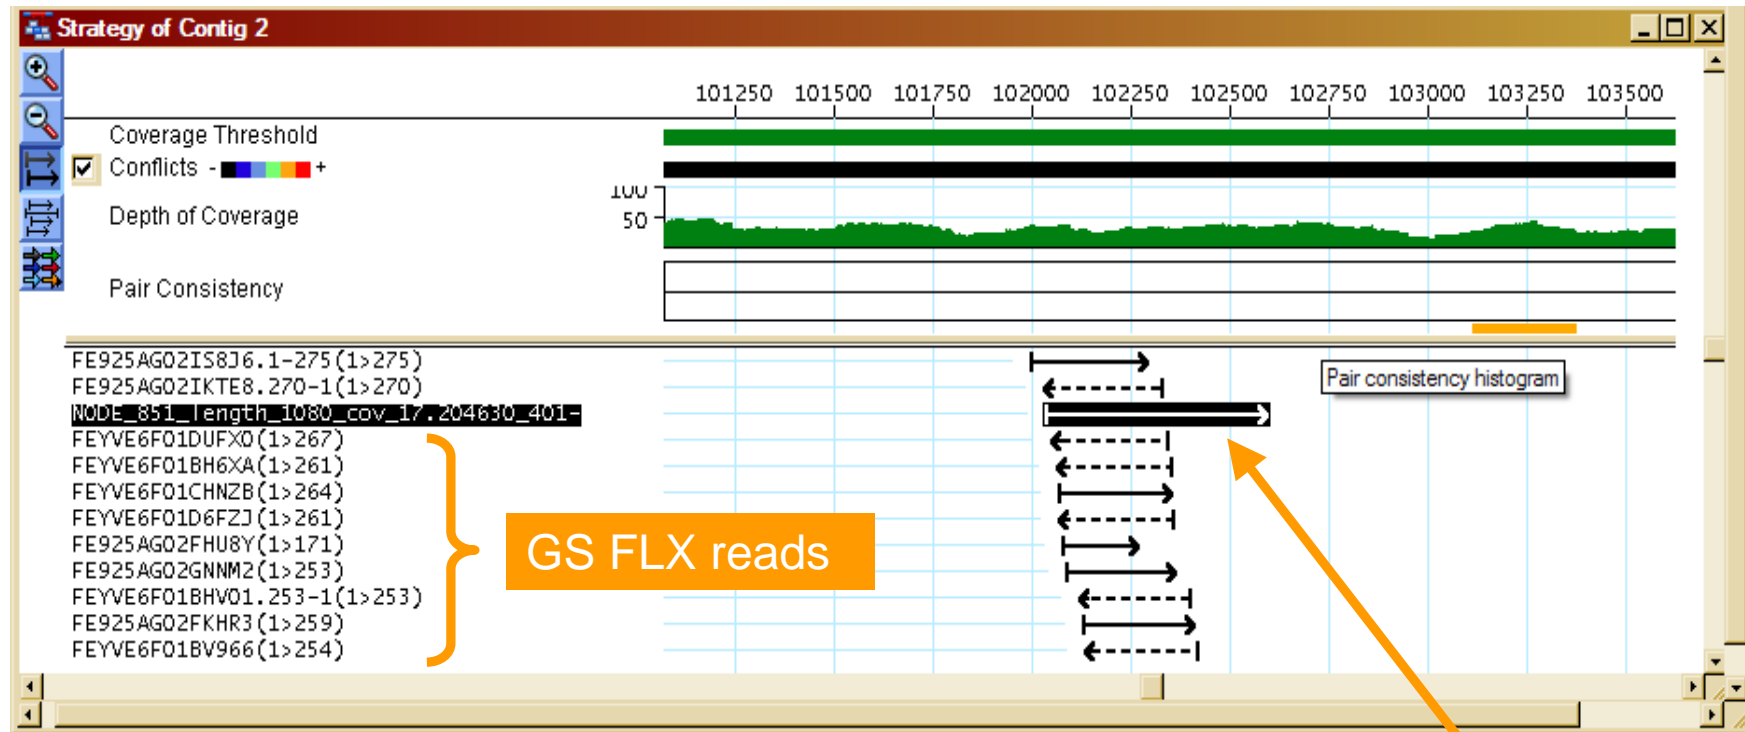 Strategy of Contig 2
101250 101500 101750 102000 102250 102500 102750 103000 103250 103500
Coverage Threshold
Conflicts - +
100
Depth of Coverage 50
Pair Consistency
FE925AG02IS8J6.1-275(1>275)
FE925AG02IKTE8.270-1(1>270)
Pair consistency histogram
NODE_851_length_1080_cov_17.204630_401-
FEYVE6F01DUFX0(1>267)
FEYVE6F01BH6XA(1>261)
FEYVE6F01CHNZB(1>264)
FEYVE6F01D6FZJ(1>261)
FE925AG02FHU8Y(1>171)
GS FLX reads
FE925AG02GNNM2(1>253)
FEYVE6F01BHV01.253-1(1>253)
FE925AG02FKHR3(1>259)
FEYVE6F01BV966(1>254)